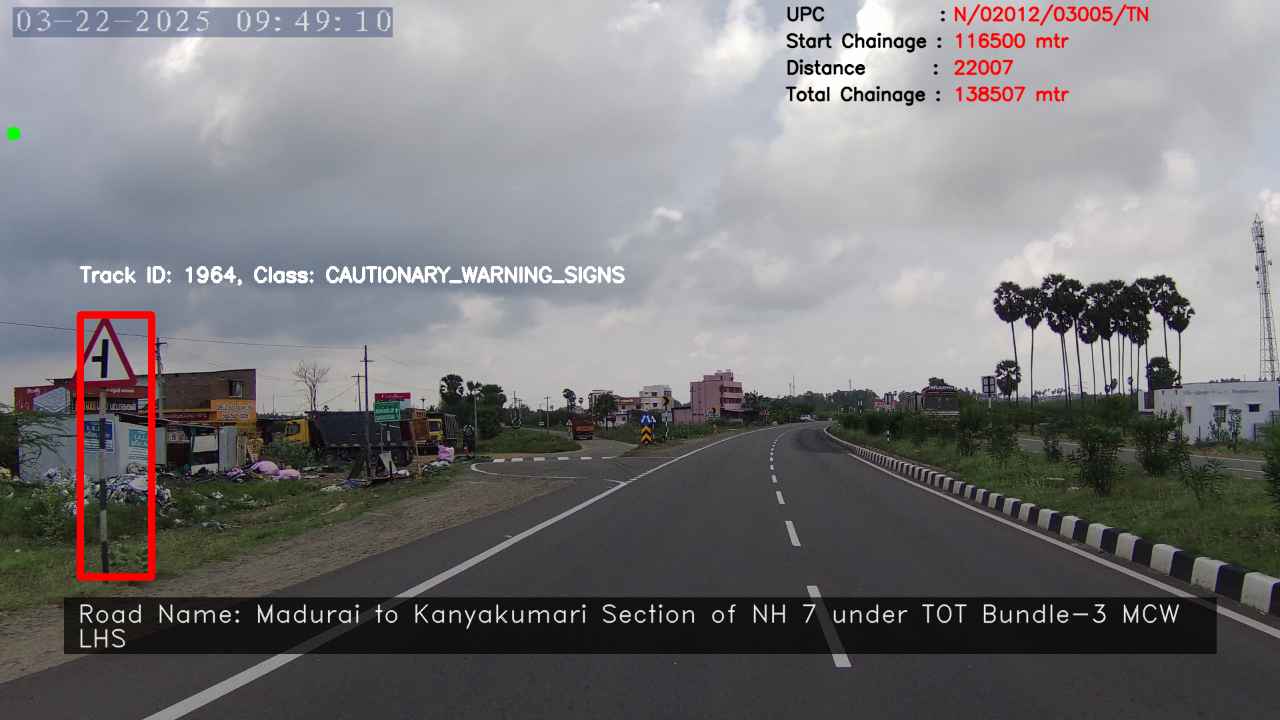 03-22-2025 09:49:10
UPC : N/02012/03005/TN
Start Chainage : 116500 mtr
Distance : 22007
Total Chainage : 138507 mtr
Track ID: 1964, Class: CAUTIONARY_WARNING_SIGNS
Road Name: Madurai to Kanyakumari Section of NH 7 under TOT Bundle-3 MCW
LHS